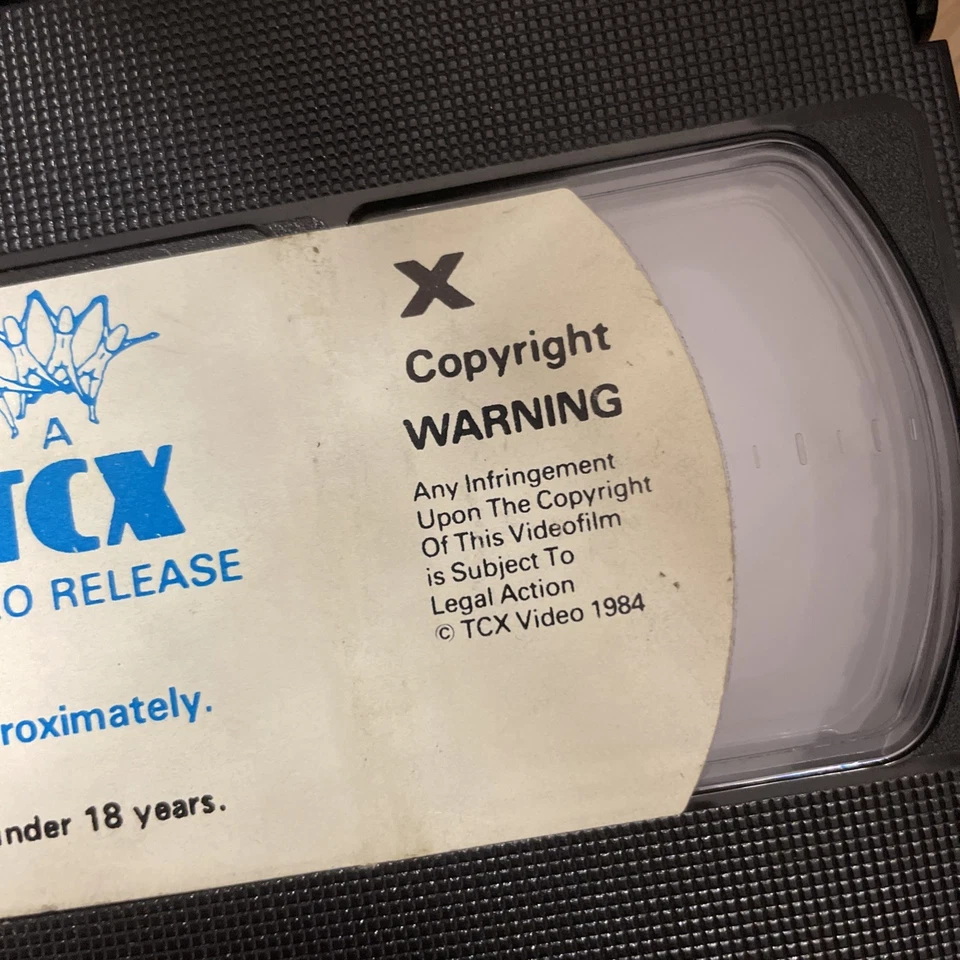 A
TCX
RELEASE
roximately.
under 18 years.
X
Copyright
WARNING
Any Infringement
Upon The Copyright
Of This Videofilm
is Subject To
Legal Action
© TCX Video 1984